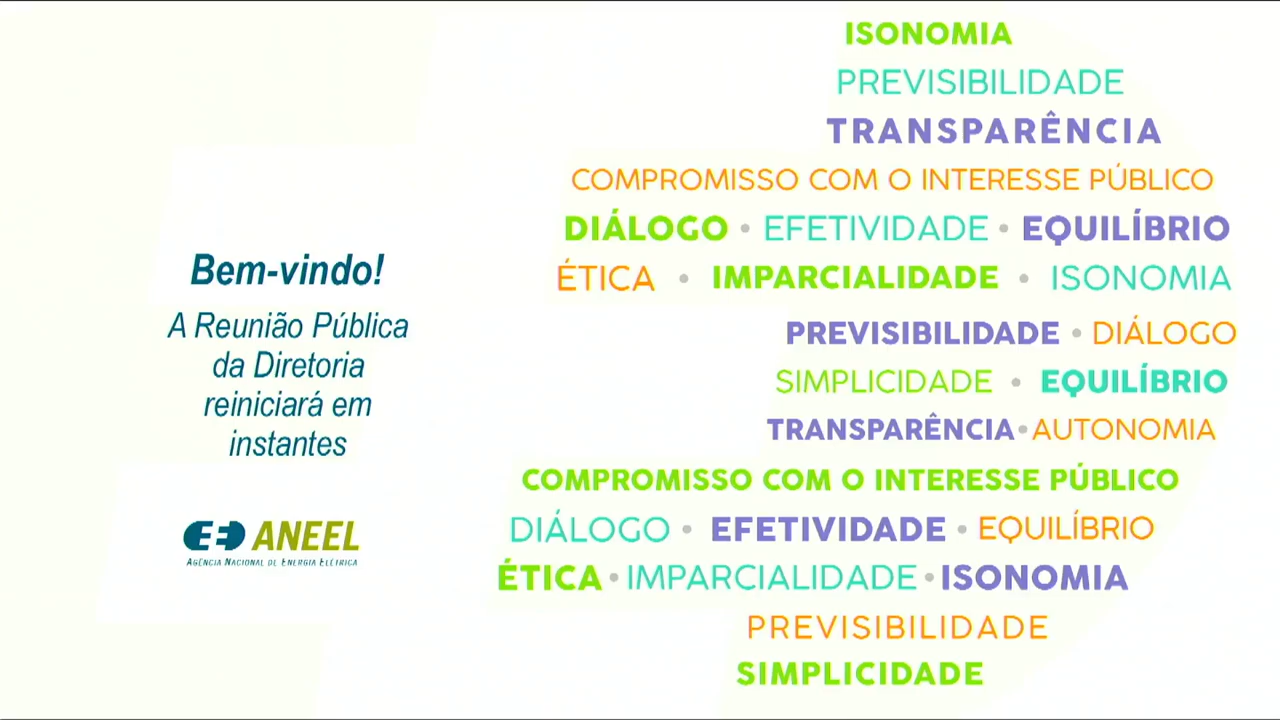 Bem-vindo!
A Reunião Pública
da Diretoria
reiniciará em
instantes
ANEEL
AGÊNCIA NACIONAL DE ENERGIA ELÉTRICA
ISONOMIA
PREVISIBILIDADE
TRANSPARÊNCIA
COMPROMISSO COM O INTERESSE PÚBLICO
DIÁLOGO • EFETIVIDADE • EQUILÍBRIO
ÉTICA • IMPARCIALIDADE • ISONOMIA
PREVISIBILIDADE • DIÁLOGO
SIMPLICIDADE • EQUILÍBRIO
TRANSPARÊNCIA • AUTONOMIA
COMPROMISSO COM O INTERESSE PÚBLICO
DIÁLOGO • EFETIVIDADE • EQUILÍBRIO
ÉTICA • IMPARCIALIDADE • ISONOMIA
PREVISIBILIDADE
SIMPLICIDADE